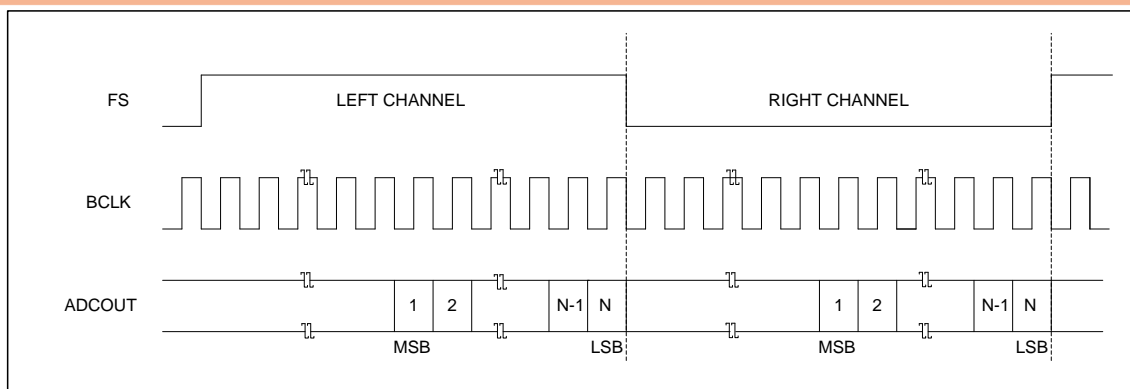 FS
LEFT CHANNEL
RIGHT CHANNEL
BCLK
ADCOUT
1
2
N-1
N
1
2
N-1
N
MSB
LSB
MSB
LSB